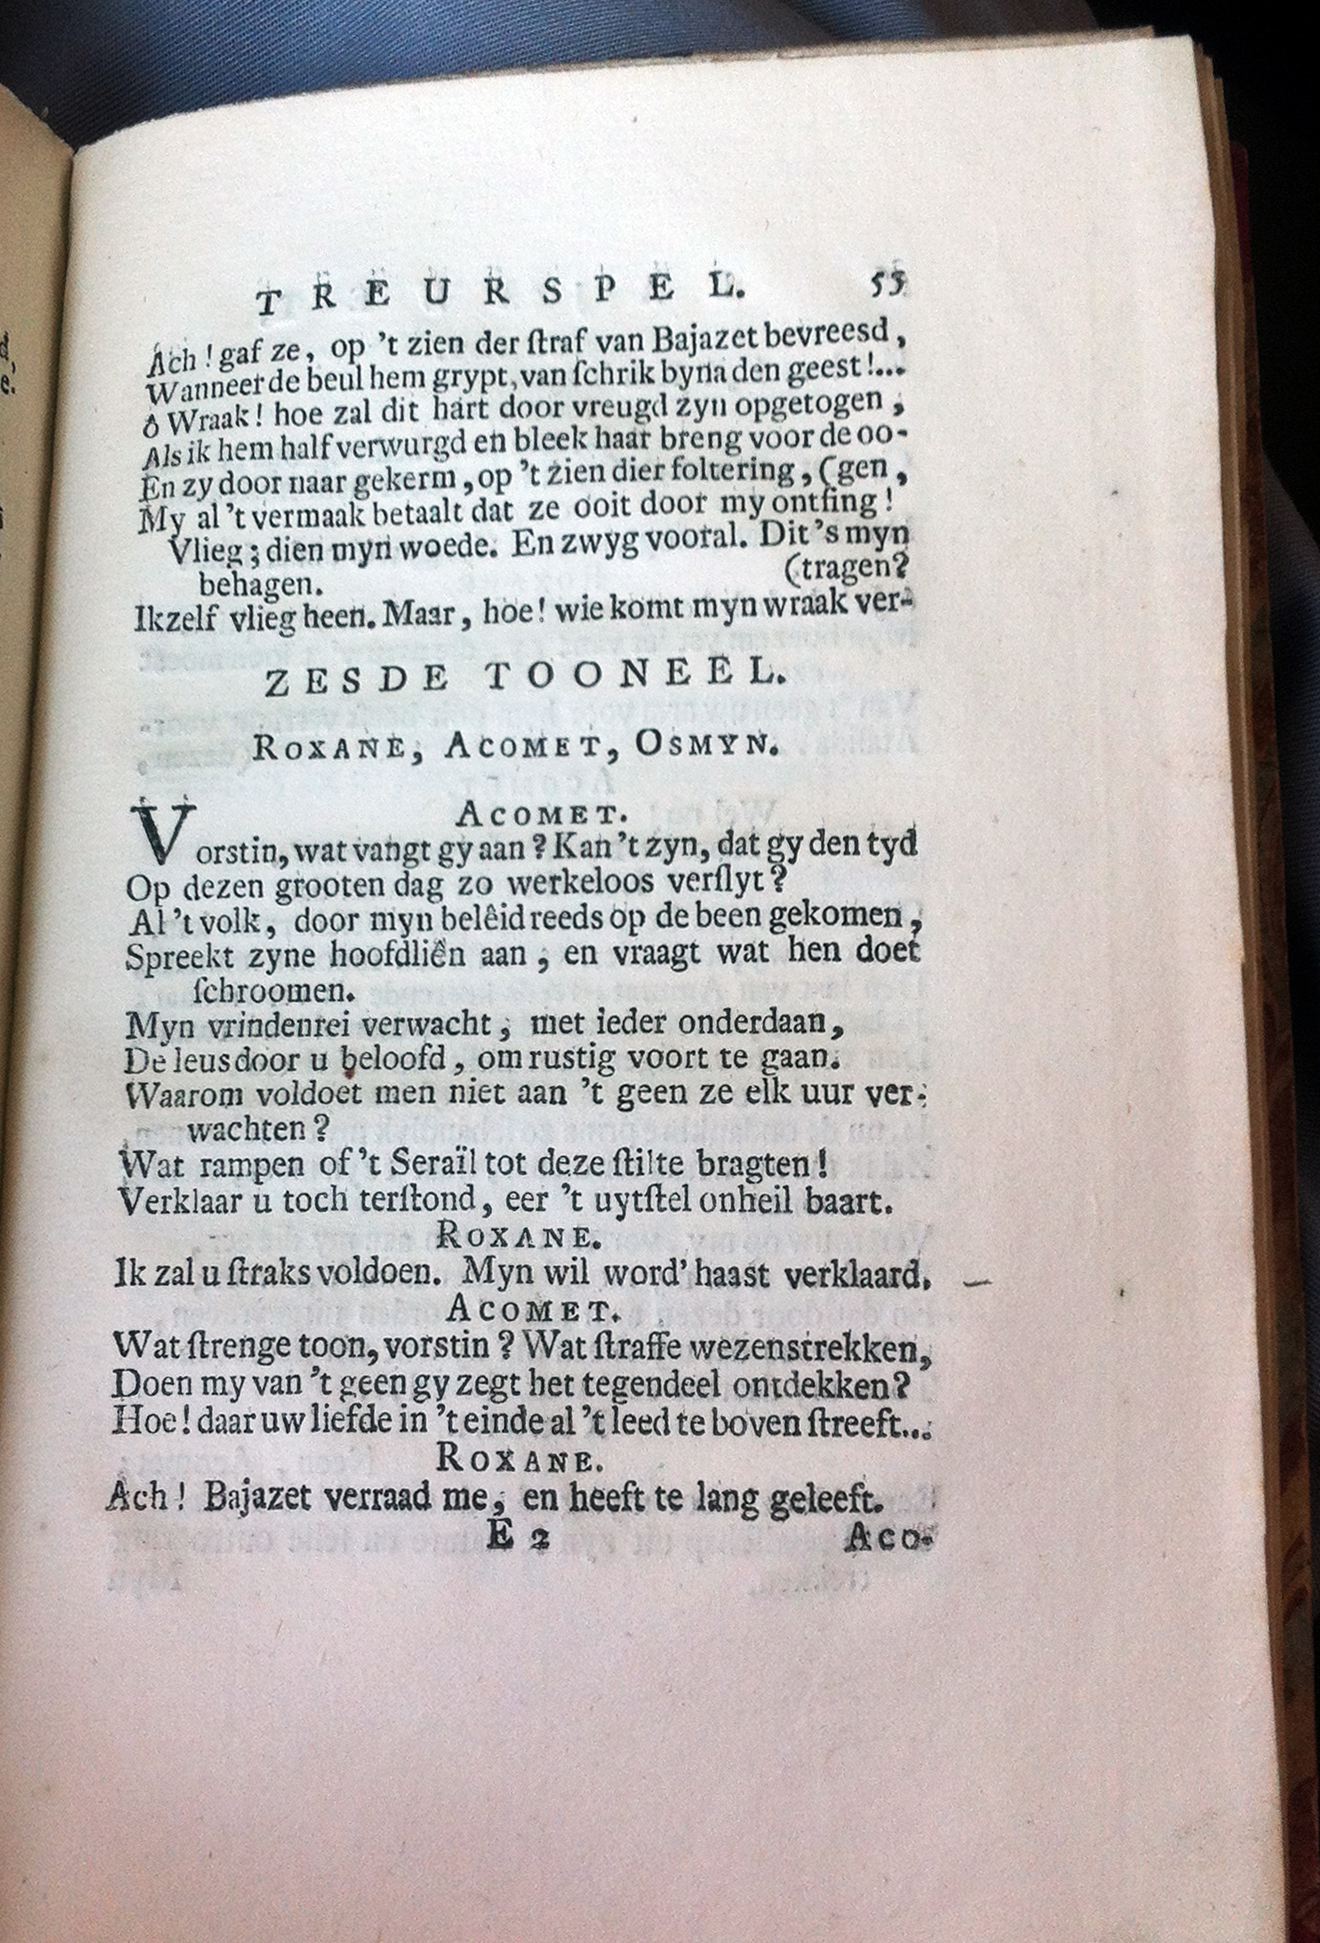 TREURSPEL. 55
Ach! gaf ze, op 't zien der ſtraf van Bajazet bevreesd,
Wanneer de beul hem grypt, van ſchrik byna den geest!...
ô Wraak! hoe zal dit hart door vreugd zyn opgetogen,
Als ik hem half verwurgd en bleek haar breng voor de oo-
En zy door naar gekerm, op 't zien dier foltering, (gen,
My al 't vermaak betaalt dat ze ooit door my ontfing!
Vlieg; dien myn woede. En zwyg vooral. Dit 's myn
behagen. (tragen?
Ikzelf vlieg heen. Maar, hoe! wie komt myn wraak ver-
ZESDE TOONEEL.
ROXANE, ACOMET, OSMYN.
ACOMET.
Vorstin, wat vangt gy aan? Kan 't zyn, dat gy den tyd
Op dezen grooten dag zo werkeloos verſlyt?
Al 't volk, door myn belêid reeds op de been gekomen,
Spreekt zyne hoofdliên aan, en vraagt wat hen doet
ſchroomen.
Myn vrindenrei verwacht, met ieder onderdaan,
De leus door u beloofd, om rustig voort te gaan.
Waarom voldoet men niet aan 't geen ze elk uur ver-
wachten?
Wat rampen of 't Seraïl tot deze ſtilte bragten!
Verklaar u toch terſtond, eer 't uytſtel onheil baart.
ROXANE.
Ik zal u ſtraks voldoen. Myn wil word' haast verklaard.
ACOMET.
Wat ſtrenge toon, vorstin? Wat ſtraffe wezenstrekken,
Doen my van 't geen gy zegt het tegendeel ontdekken?
Hoe! daar uw liefde in 't einde al 't leed te boven ſtreeft...
ROXANE.
Ach! Bajazet verraad me, en heeft te lang geleeft.
E 2 ACO-